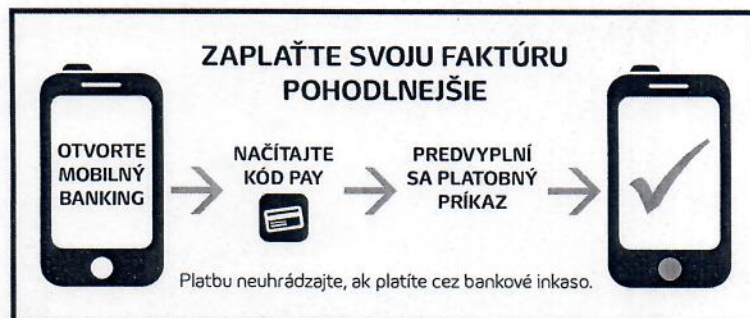 ZAPLAŤTE SVOJU FAKTÚRU
POHODLNEJŠIE
OTVORTE
MOBILNÝ
BANKING
NAČÍTAJTE
KÓD PAY
PREDVYPLNÍ
SA PLATOBNÝ
PRÍKAZ
Platbu neuhrádzajte, ak platíte cez bankové inkaso.